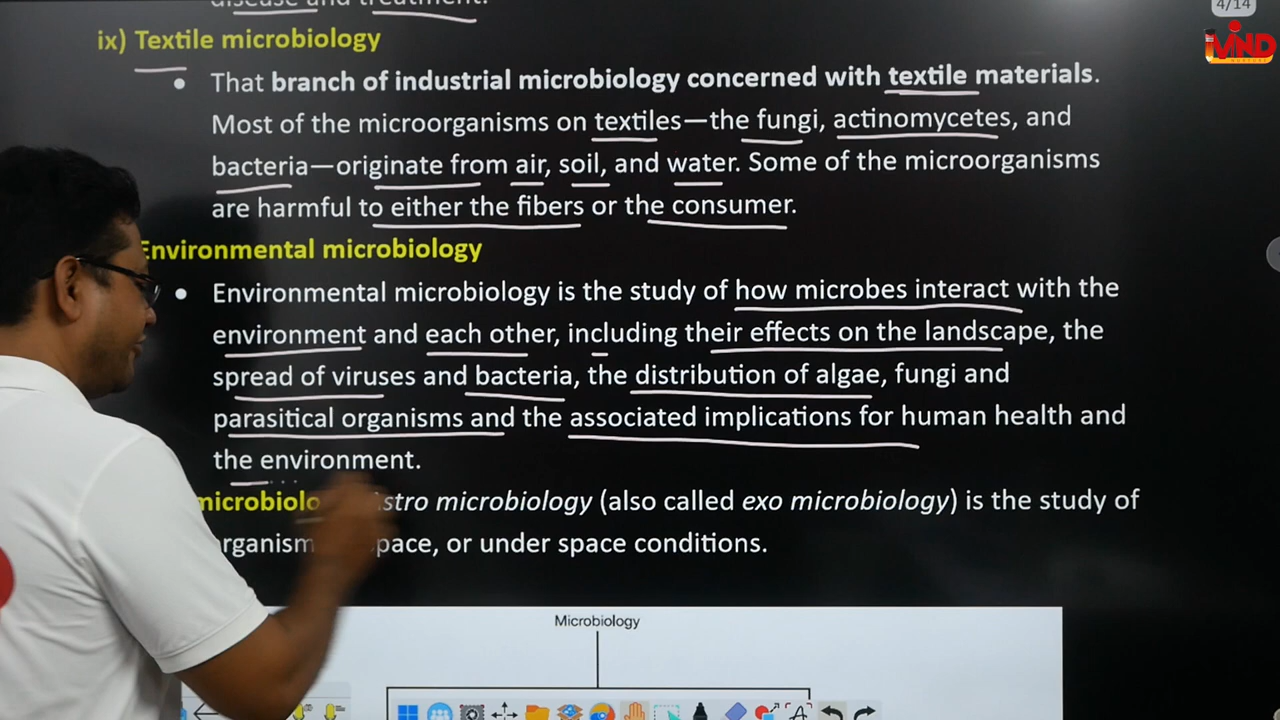 4/14
disease and treatment.
ix) Textile microbiology
• That branch of industrial microbiology concerned with textile materials.
Most of the microorganisms on textiles—the fungi, actinomycetes, and
bacteria—originate from air, soil, and water. Some of the microorganisms
are harmful to either the fibers or the consumer.
Environmental microbiology
• Environmental microbiology is the study of how microbes interact with the
environment and each other, including their effects on the landscape, the
spread of viruses and bacteria, the distribution of algae, fungi and
parasitical organisms and the associated implications for human health and
the environment.
microbiology (also called exo microbiology) is the study of
or under space conditions.
Microbiology